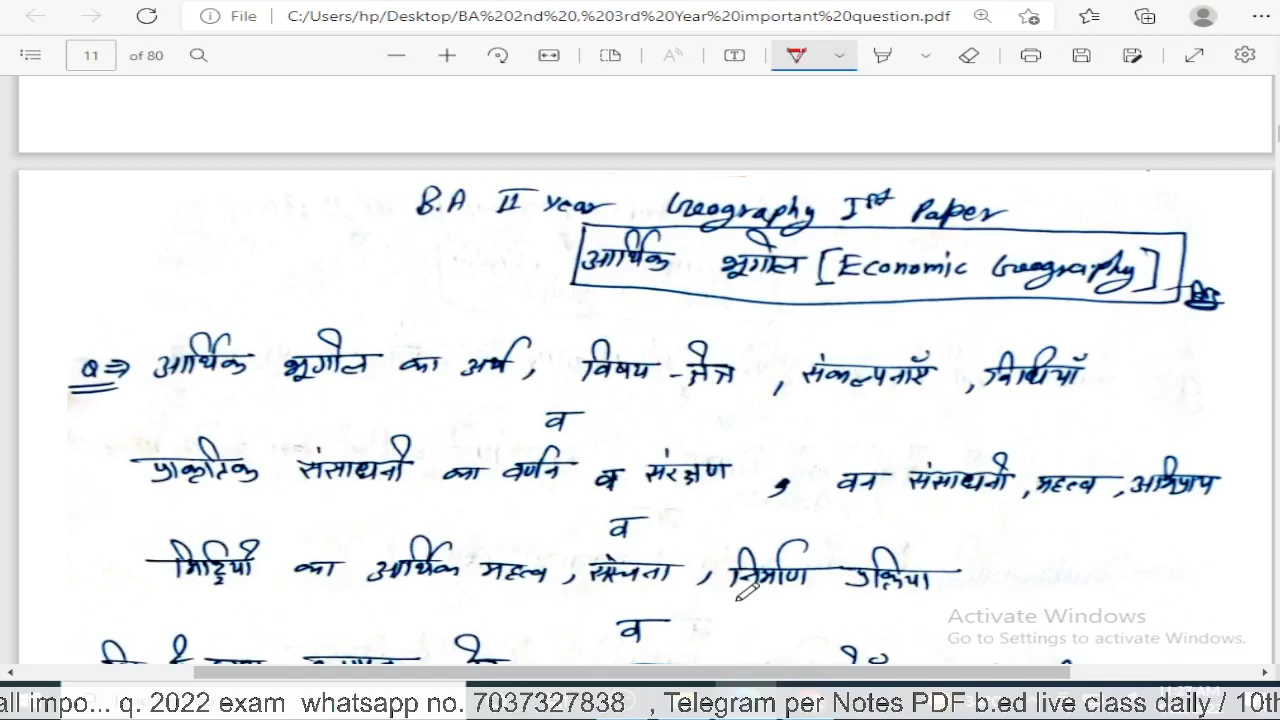 File C:/Users/hp/Desktop/BA%202nd%20,%203rd%20Year%20important%20question.pdf
11 of 80
B.A II year Geography Ist Paper
आर्थिक भूगोल [Economic Geography]
Q⇒ आर्थिक भूगोल का अर्थ, विषय-क्षेत्र, संकल्पनाएँ, विधियाँ
व
प्राकृतिक संसाधनों का वर्णन व संरक्षण, वन संसाधनों, महत्व, अभिप्राय
व
मिट्टियों का आर्थिक महत्व, संरचना, निर्माण प्रक्रिया
व
Activate Windows
Go to Settings to activate Windows.
all impo... q. 2022 exam whatsapp no. 7037327838 , Telegram per Notes PDF b.ed live class daily / 10tl